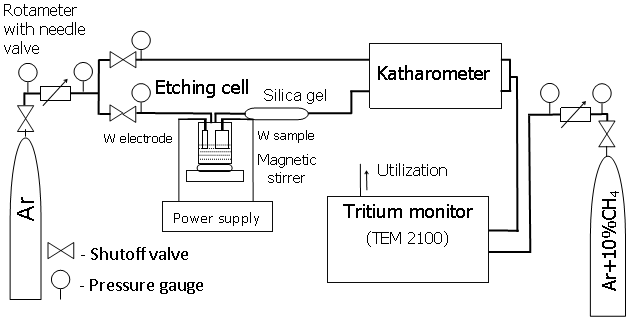 Rotameter
with needle
valve
Etching cell
Silica gel
Katharometer
W electrode
W sample
Magnetic
stirrer
Power supply
Utilization
Tritium monitor
(TEM 2100)
Ar
Ar+10%CH4
- Shutoff valve
- Pressure gauge